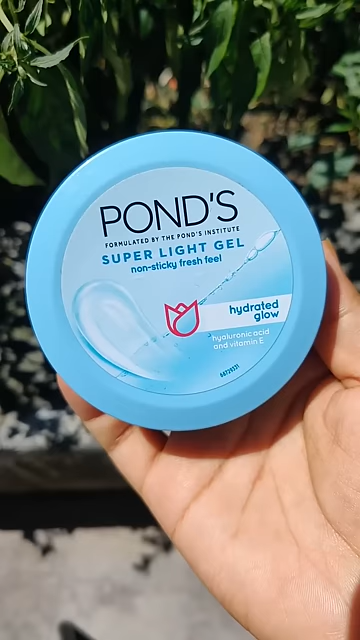 POND'S
FORMULATED BY THE POND'S INSTITUTE
SUPER LIGHT GEL
non-sticky fresh feel
hydrated
glow
hyaluronic acid
and vitamin E